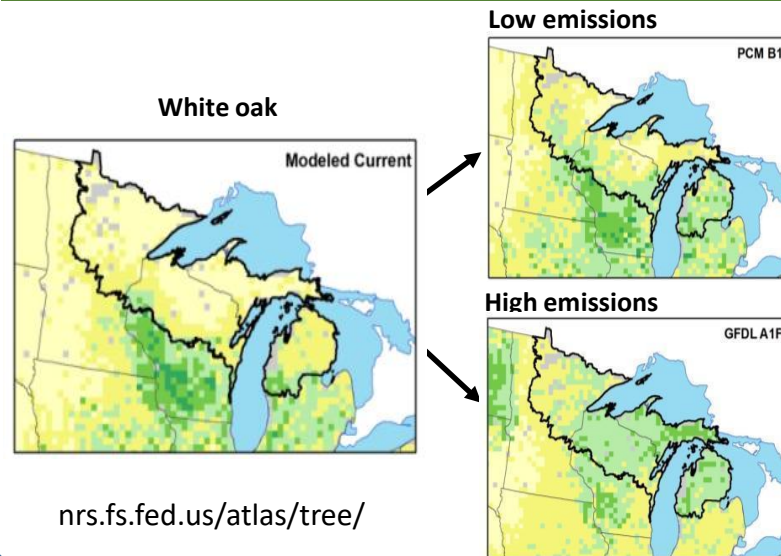 Low emissions
PCM B1
White oak
Modeled Current
High emissions
GFDL A1F
nrs.fs.fed.us/atlas/tree/